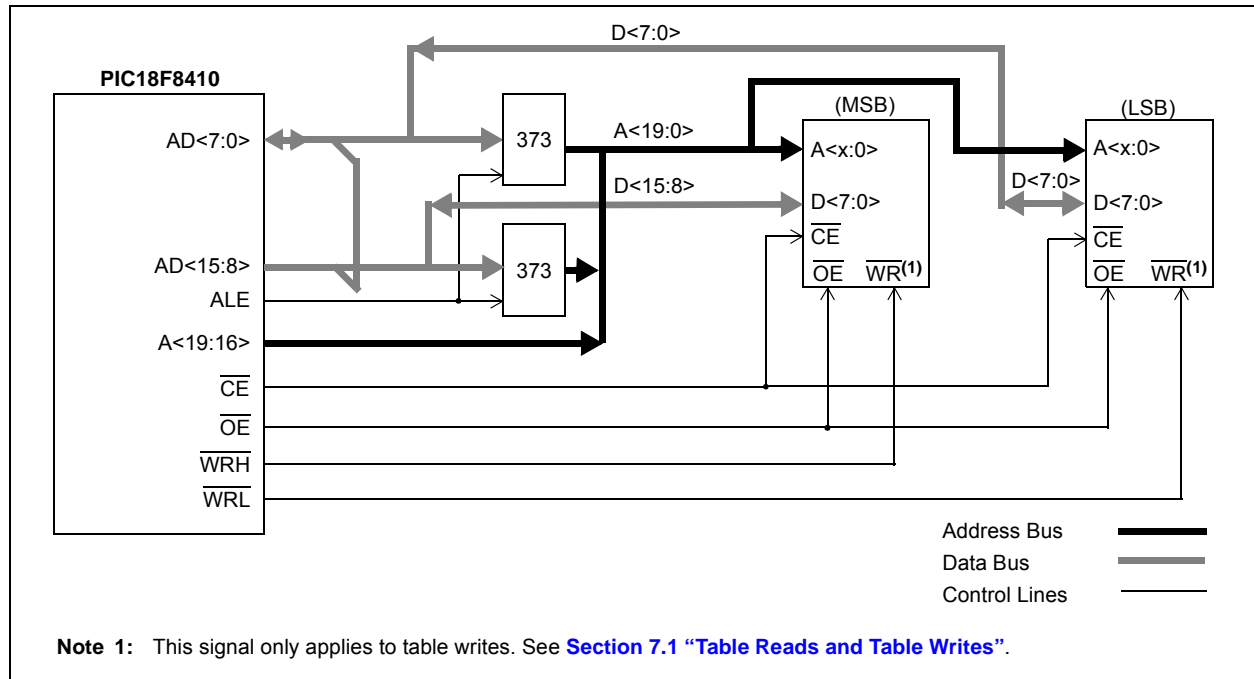 D<7:0>
PIC18F8410
AD<7:0>
373
A<19:0>
D<15:8>
(MSB)
A<x:0>
D<7:0>
CE
OE WR(1)
(LSB)
A<x:0>
D<7:0>
D<7:0>
CE
OE WR(1)
AD<15:8>
373
ALE
A<19:16>
CE
OE
WRH
WRL
Address Bus
Data Bus
Control Lines
Note 1: This signal only applies to table writes. See Section 7.1 “Table Reads and Table Writes”.